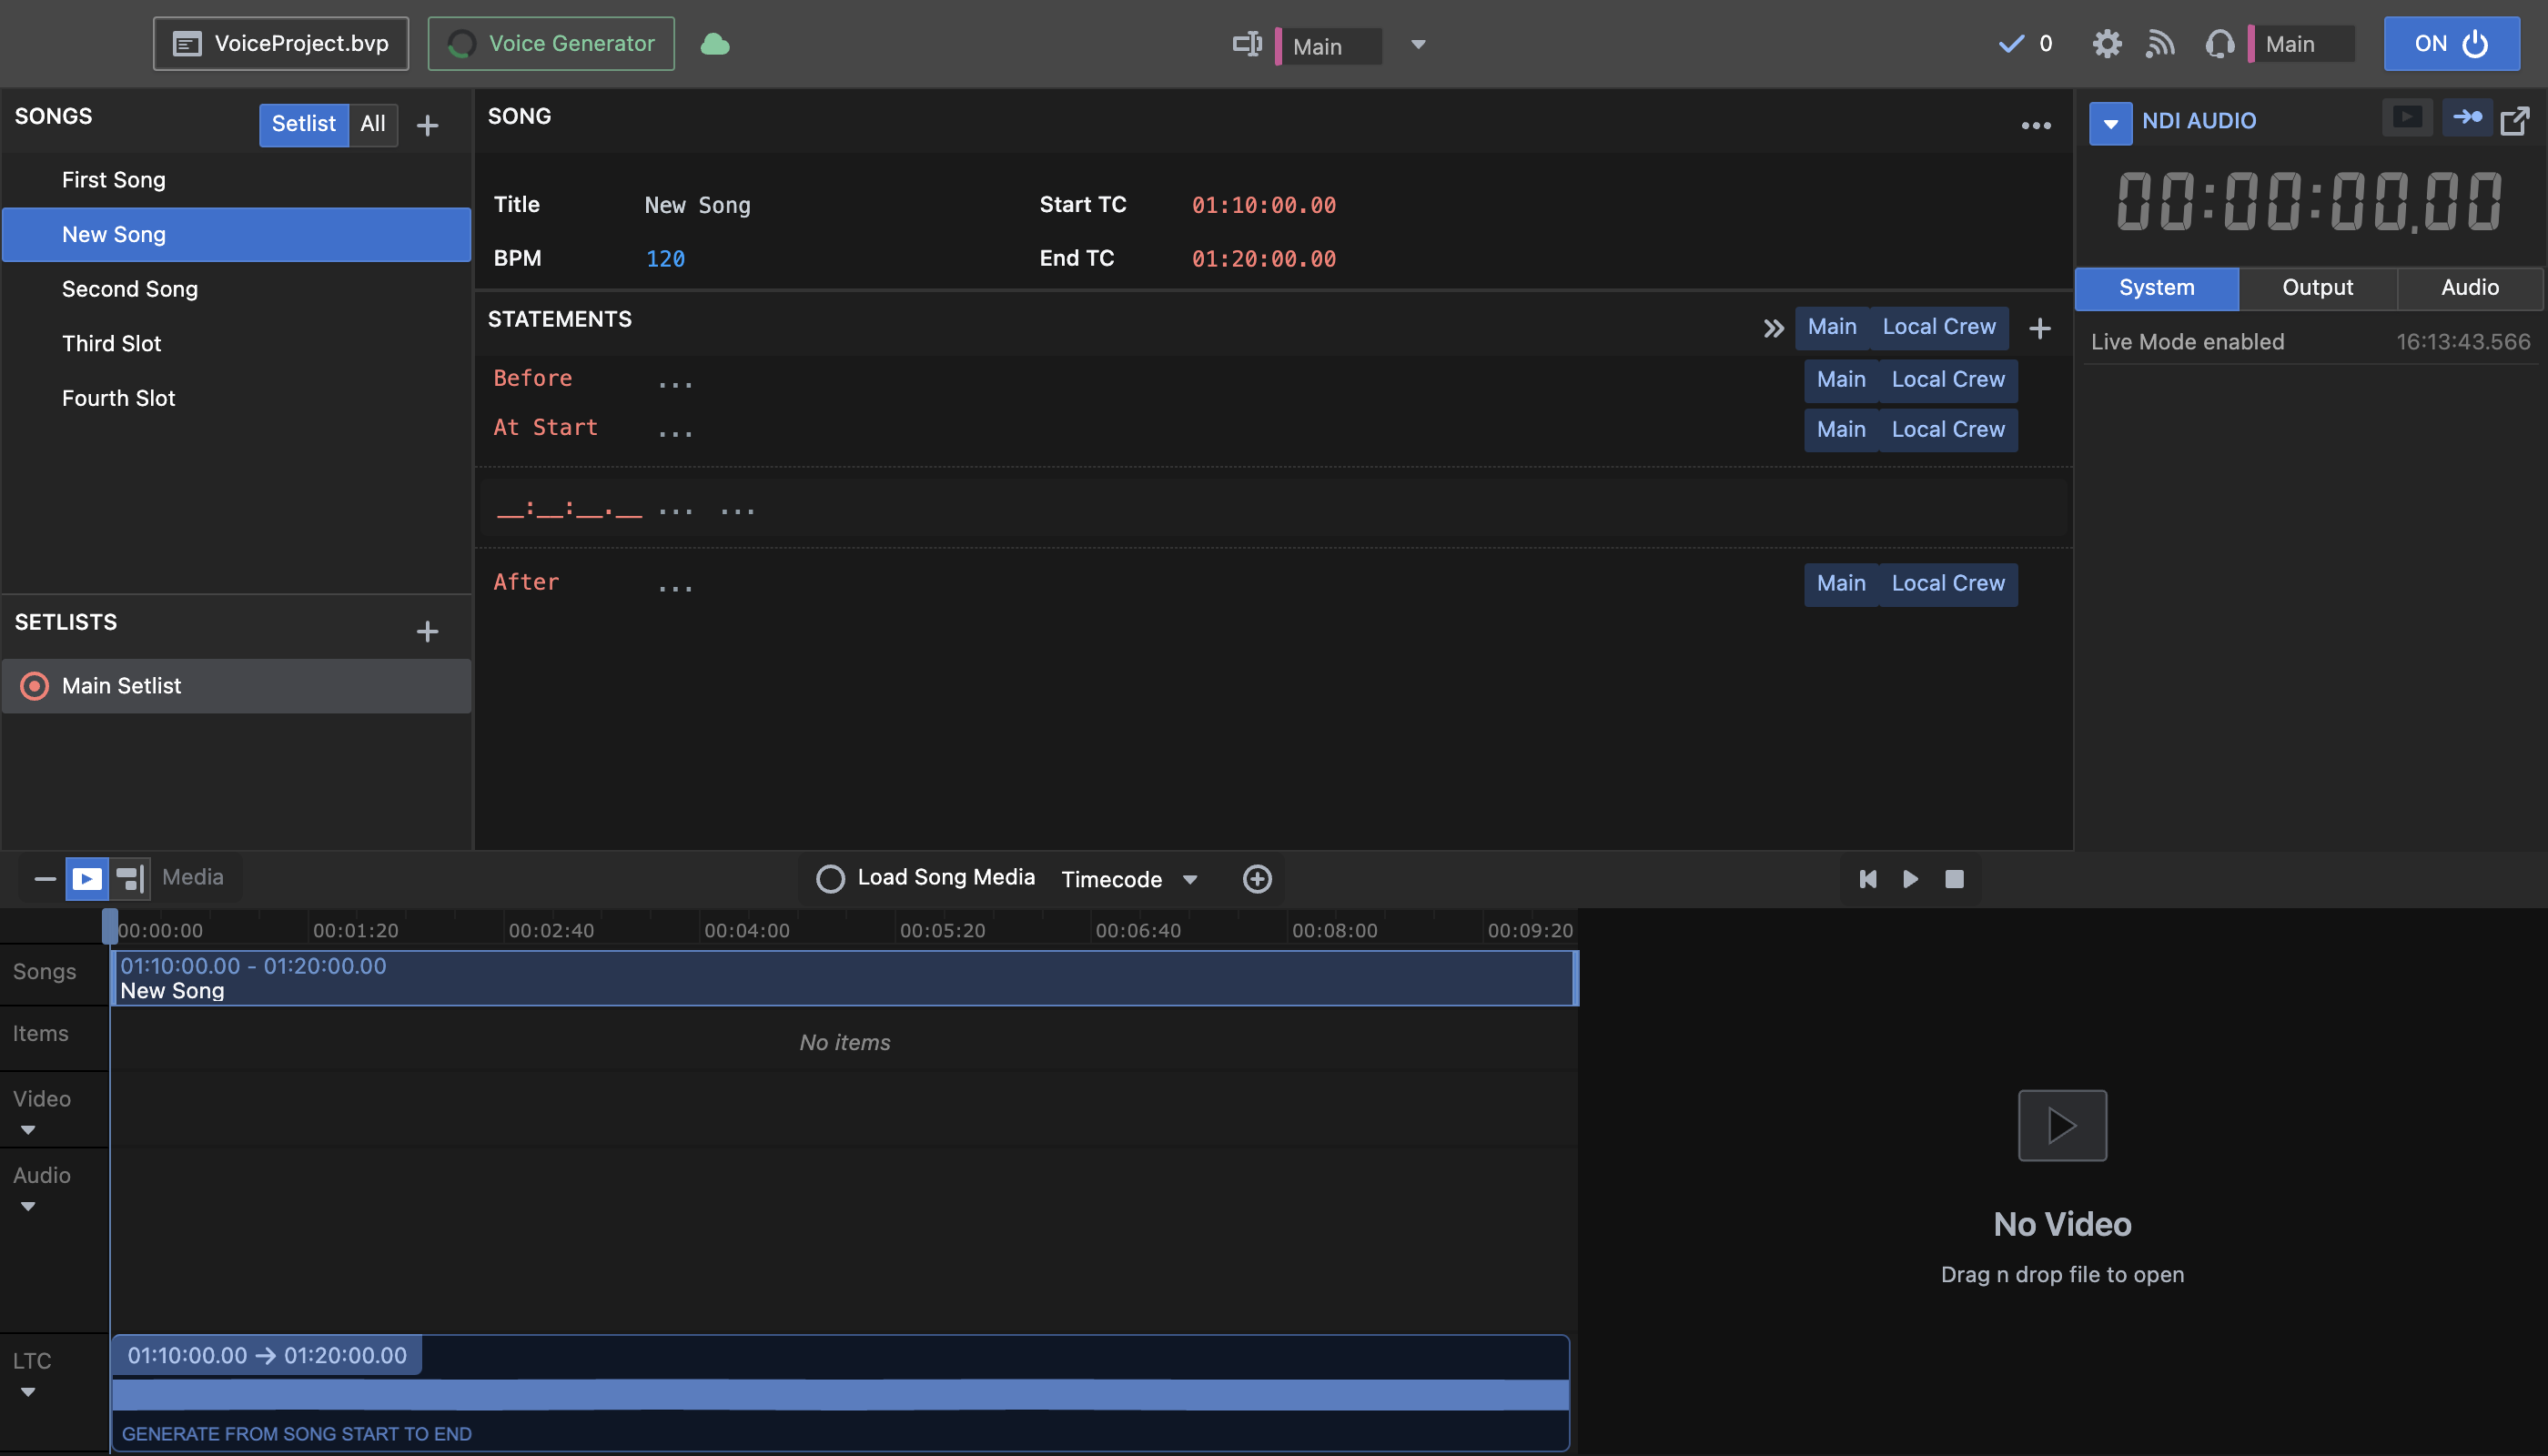 VoiceProject.bvp
Voice Generator
Main
0
Main
ON
SONGS
Setlist
All
First Song
New Song
Second Song
Third Slot
Fourth Slot
SETLISTS
Main Setlist
SONG
Title New Song
Start TC 01:10:00.00
BPM 120
End TC 01:20:00.00
STATEMENTS
Main Local Crew
Before ...
Main Local Crew
At Start ...
Main Local Crew
__:__:__.__ ... ...
After ...
Main Local Crew
NDI AUDIO
00:00:00.00
System Output Audio
Live Mode enabled 16:13:43.566
Media
Load Song Media
Timecode
00:00:00 00:01:20 00:02:40 00:04:00 00:05:20 00:06:40 00:08:00 00:09:20
Songs
01:10:00.00 - 01:20:00.00
New Song
Items
No items
Video
Audio
LTC
01:10:00.00 → 01:20:00.00
GENERATE FROM SONG START TO END
No Video
Drag n drop file to open